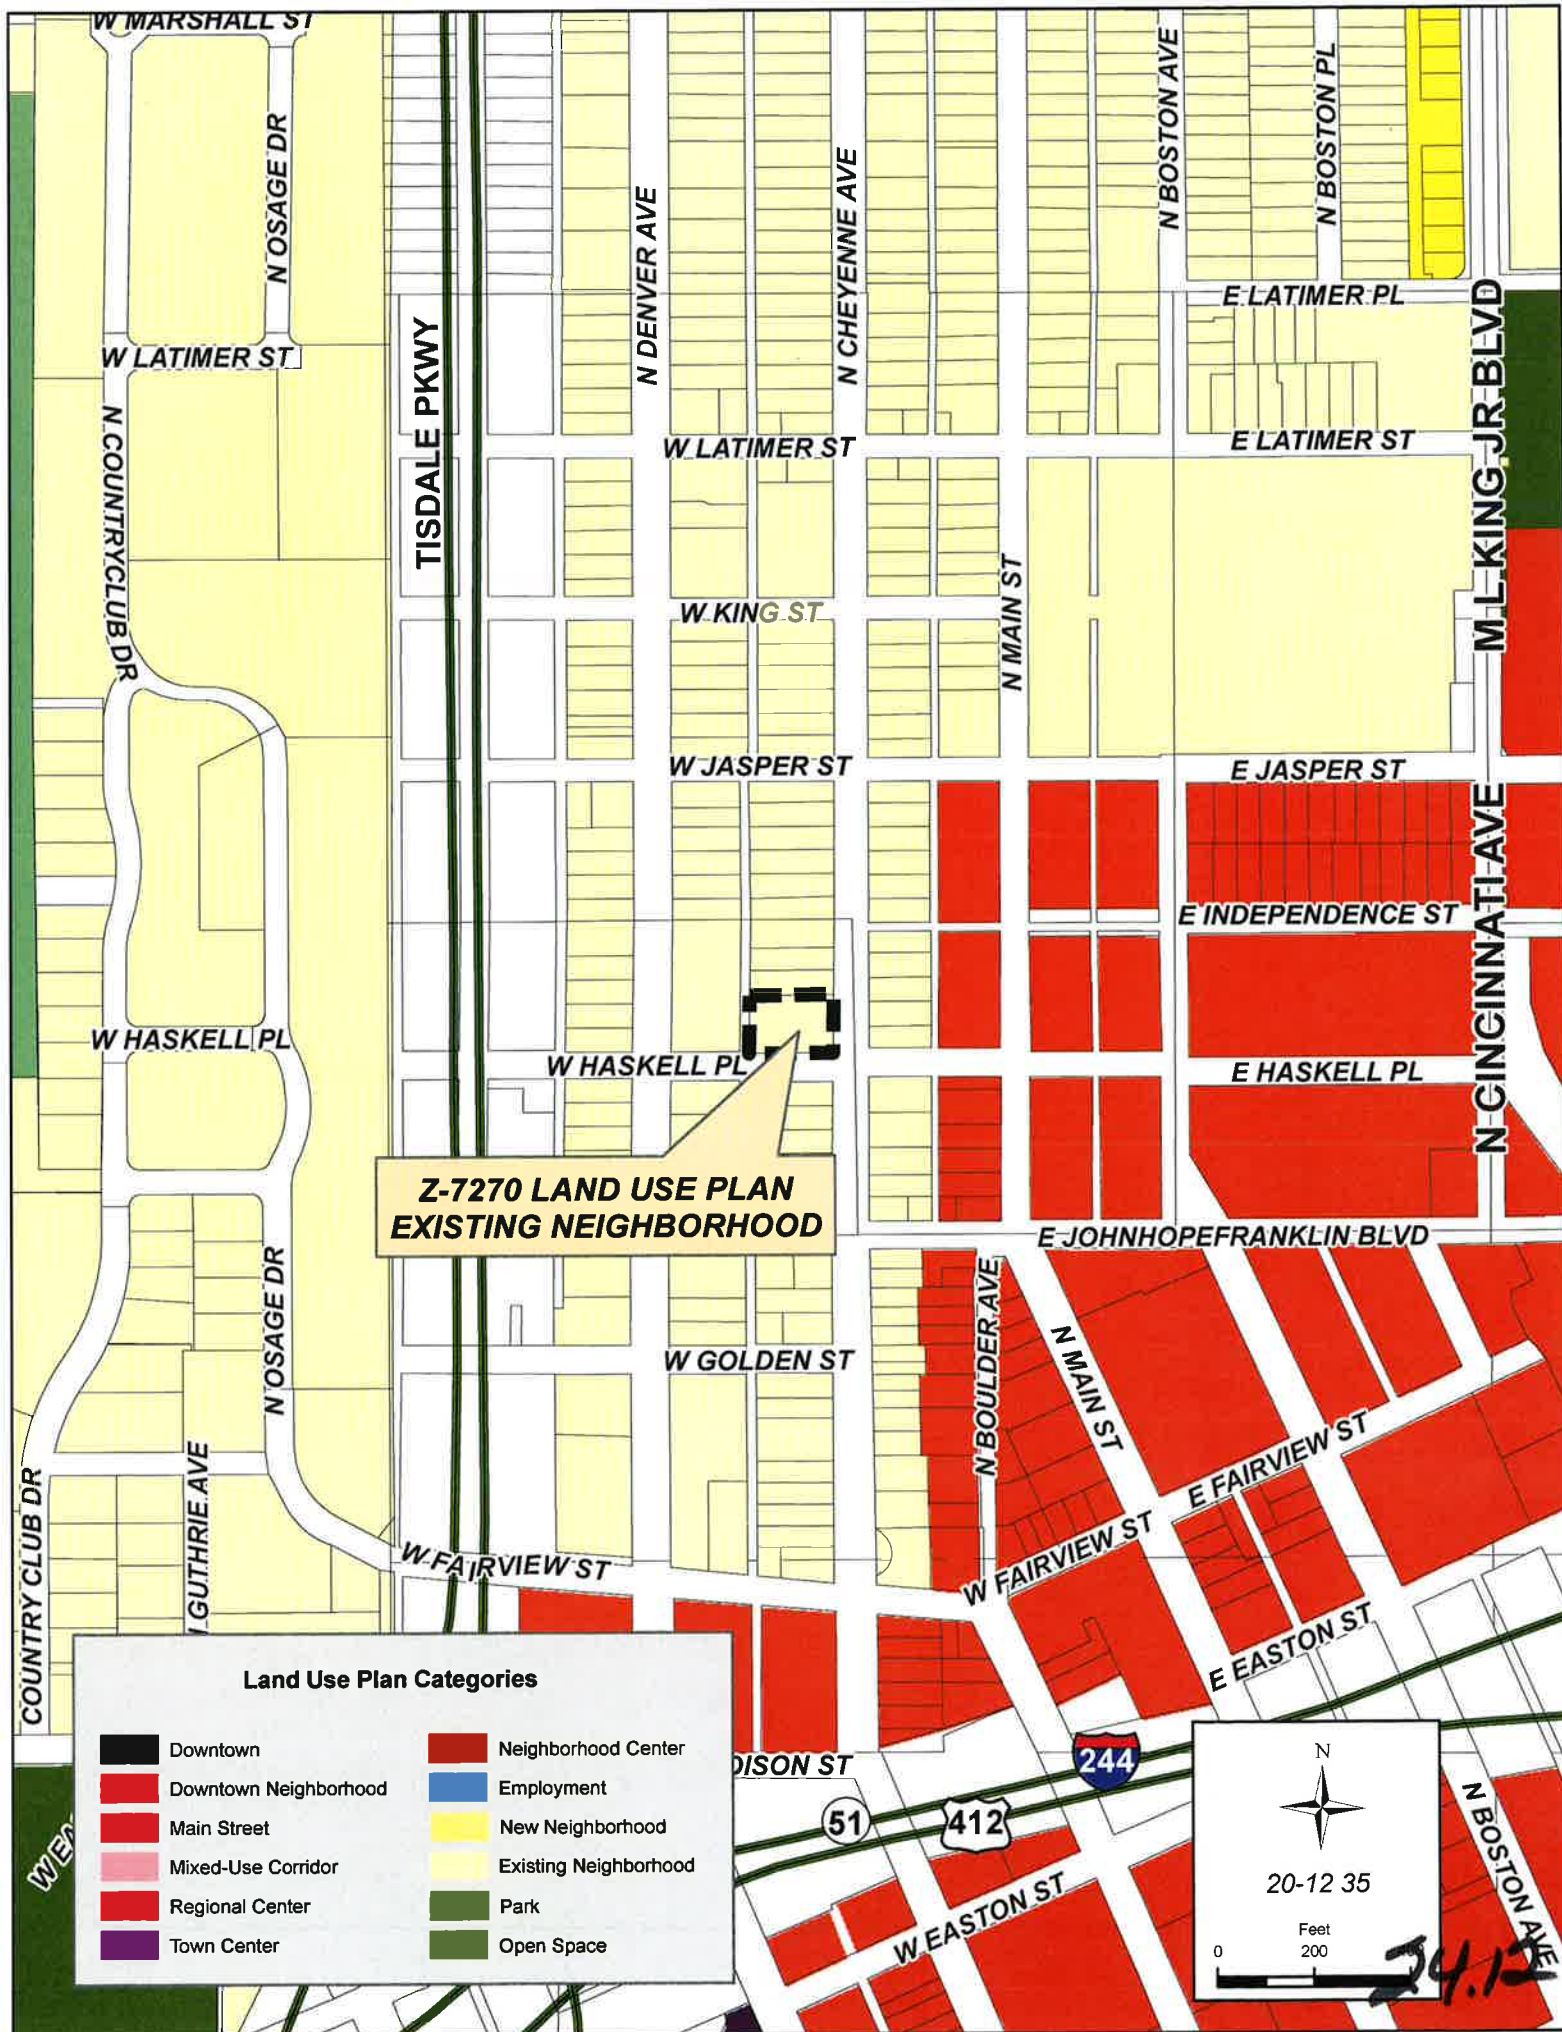 W MARSHALL ST
N OSAGE DR
N BOSTON AVE
N BOSTON PL
N DENVER AVE
N CHEYENNE AVE
E LATIMER PL
W LATIMER ST
TISDALE PKWY
M L KING JR BLVD
N COUNTRYCLUB DR
W LATIMER ST
E LATIMER ST
W KING ST
N MAIN ST
W JASPER ST
E JASPER ST
N CINCINNATI AVE
E INDEPENDENCE ST
W HASKELL PL
W HASKELL PL
E HASKELL PL
Z-7270 LAND USE PLAN
EXISTING NEIGHBORHOOD
E JOHNHOPEFRANKLIN BLVD
N OSAGE DR
N BOULDER AVE
N MAIN ST
W GOLDEN ST
E FAIRVIEW ST
COUNTRY CLUB DR
GUTHRIE AVE
W FAIRVIEW ST
W FAIRVIEW ST
E EASTON ST
Land Use Plan Categories
Downtown
Downtown Neighborhood
Main Street
Mixed-Use Corridor
Regional Center
Town Center
Neighborhood Center
Employment
New Neighborhood
Existing Neighborhood
Park
Open Space
DISON ST
244
51
412
W EASTON ST
N BOSTON AVE
N
20-12 35
Feet
0 200
24.12